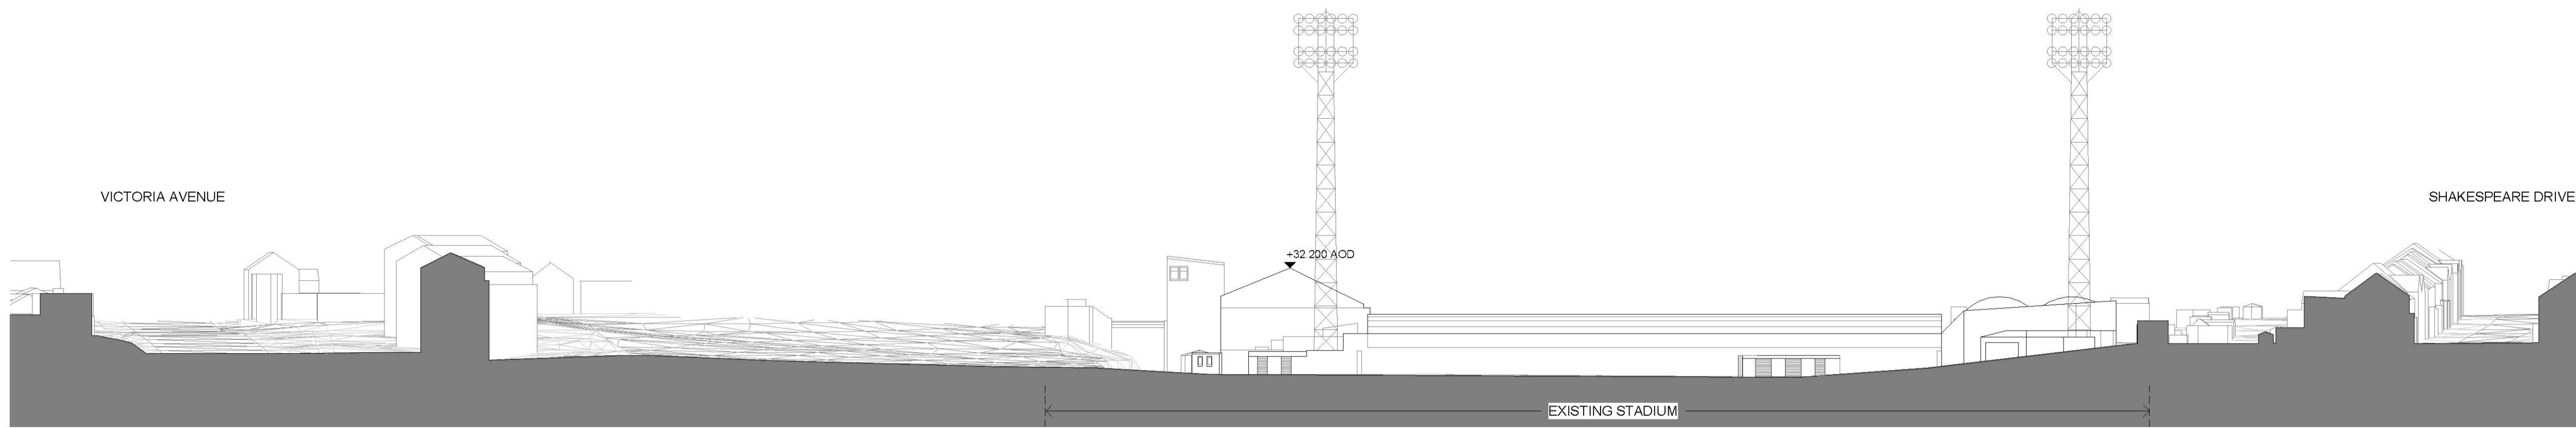 VICTORIA AVENUE
SHAKESPEARE DRIVE
+32.200 AOD
EXISTING STADIUM